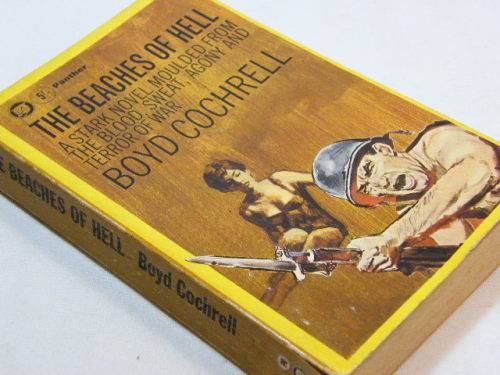 5/- Panther
THE BEACHES OF HELL
A STARK NOVEL, MOULDED FROM
THE BLOOD, SWEAT, AGONY AND
TERROR OF WAR
BOYD COCHRELL
E BEACHES OF HELL Boyd Cochrell